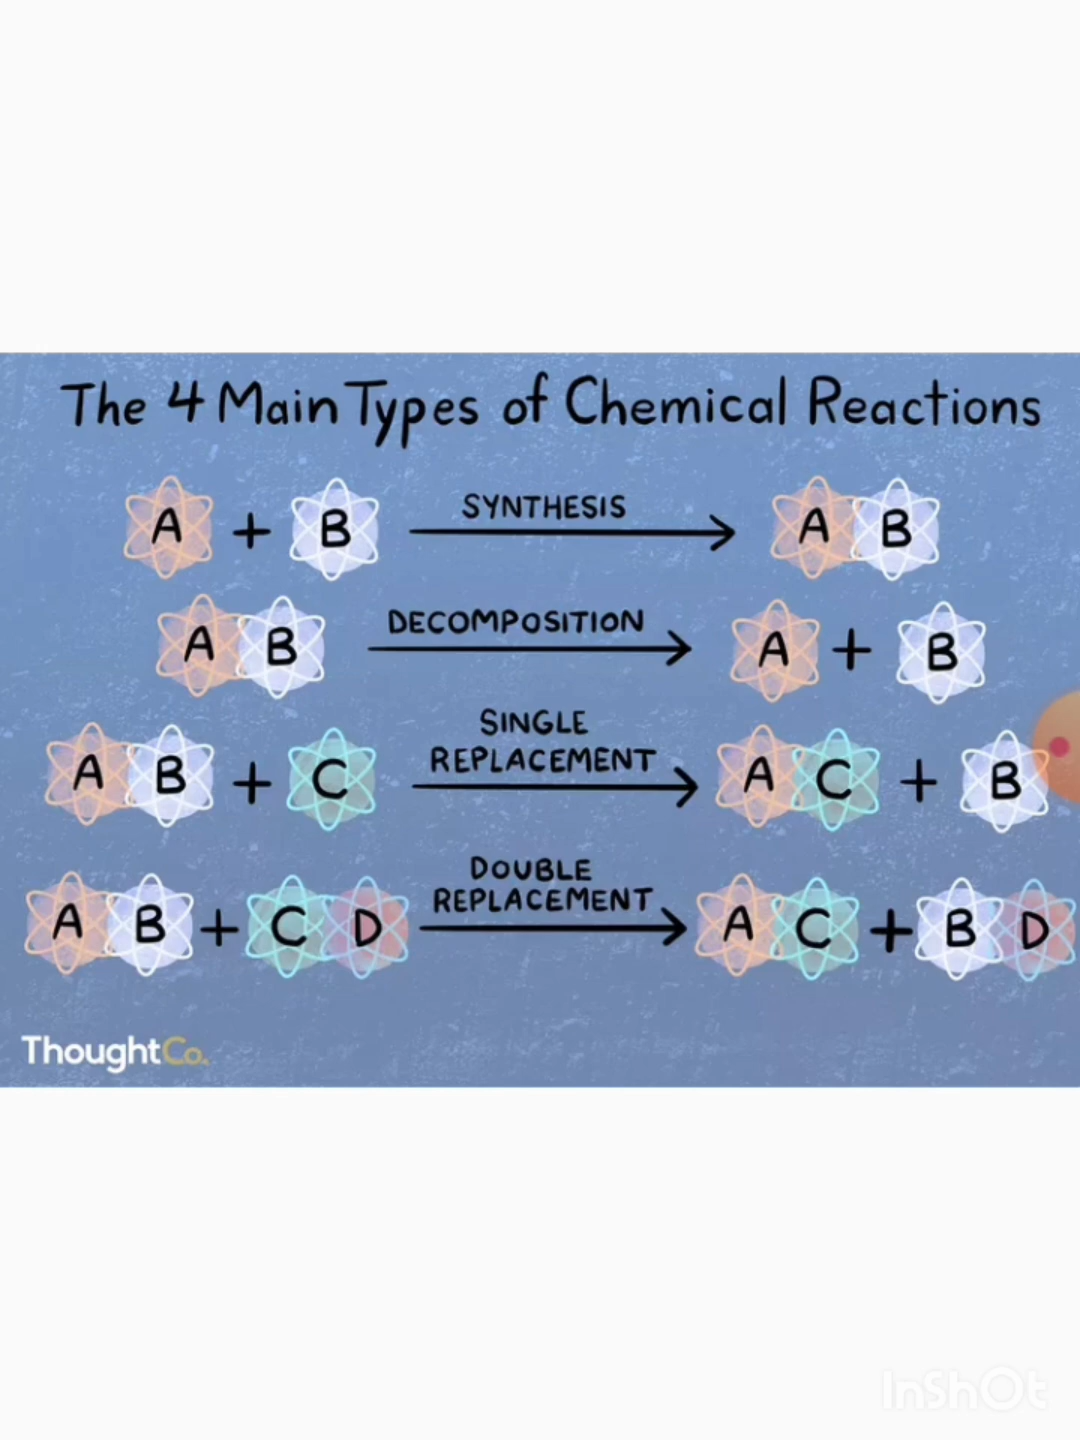 The 4 Main Types of Chemical Reactions
A + B SYNTHESIS A B
A B DECOMPOSITION A + B
SINGLE
A B + C REPLACEMENT A C + B
DOUBLE
A B + C D REPLACEMENT A C + B D
ThoughtCo.
InShOt